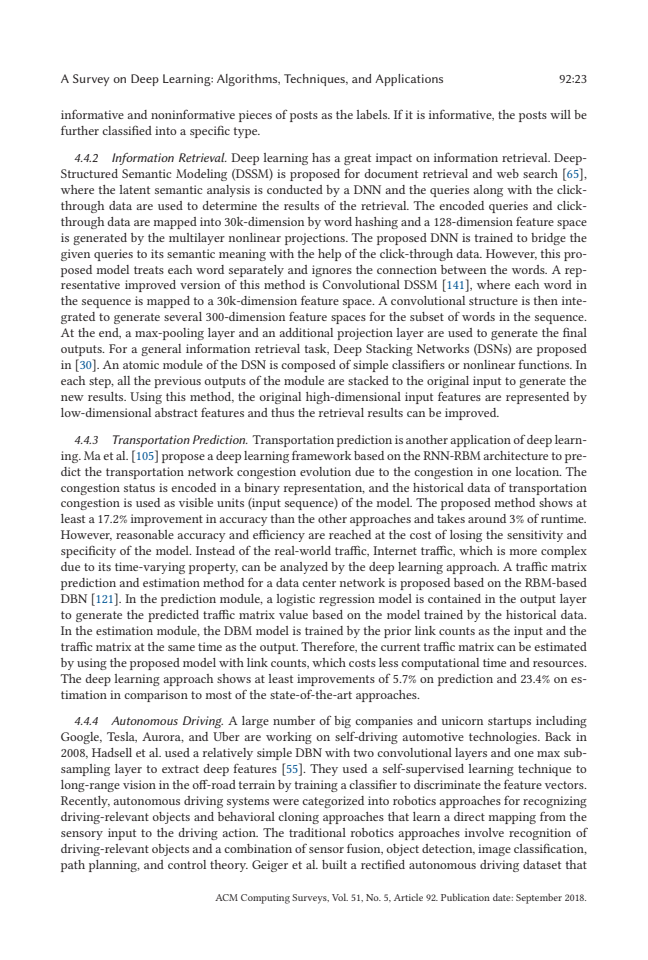 A Survey on Deep Learning: Algorithms, Techniques, and Applications 92:23
informative and noninformative pieces of posts as the labels. If it is informative, the posts will be
further classified into a specific type.
4.4.2 Information Retrieval. Deep learning has a great impact on information retrieval. Deep-
Structured Semantic Modeling (DSSM) is proposed for document retrieval and web search [65],
where the latent semantic analysis is conducted by a DNN and the queries along with the click-
through data are used to determine the results of the retrieval. The encoded queries and click-
through data are mapped into 30k-dimension by word hashing and a 128-dimension feature space
is generated by the multilayer nonlinear projections. The proposed DNN is trained to bridge the
given queries to its semantic meaning with the help of the click-through data. However, this pro-
posed model treats each word separately and ignores the connection between the words. A rep-
resentative improved version of this method is Convolutional DSSM [141], where each word in
the sequence is mapped to a 30k-dimension feature space. A convolutional structure is then inte-
grated to generate several 300-dimension feature spaces for the subset of words in the sequence.
At the end, a max-pooling layer and an additional projection layer are used to generate the final
outputs. For a general information retrieval task, Deep Stacking Networks (DSNs) are proposed
in [30]. An atomic module of the DSN is composed of simple classifiers or nonlinear functions. In
each step, all the previous outputs of the module are stacked to the original input to generate the
new results. Using this method, the original high-dimensional input features are represented by
low-dimensional abstract features and thus the retrieval results can be improved.
4.4.3 Transportation Prediction. Transportation prediction is another application of deep learn-
ing. Ma et al. [105] propose a deep learning framework based on the RNN-RBM architecture to pre-
dict the transportation network congestion evolution due to the congestion in one location. The
congestion status is encoded in a binary representation, and the historical data of transportation
congestion is used as visible units (input sequence) of the model. The proposed method shows at
least a 17.2% improvement in accuracy than the other approaches and takes around 3% of runtime.
However, reasonable accuracy and efficiency are reached at the cost of losing the sensitivity and
specificity of the model. Instead of the real-world traffic, Internet traffic, which is more complex
due to its time-varying property, can be analyzed by the deep learning approach. A traffic matrix
prediction and estimation method for a data center network is proposed based on the RBM-based
DBN [121]. In the prediction module, a logistic regression model is contained in the output layer
to generate the predicted traffic matrix value based on the model trained by the historical data.
In the estimation module, the DBM model is trained by the prior link counts as the input and the
traffic matrix at the same time as the output. Therefore, the current traffic matrix can be estimated
by using the proposed model with link counts, which costs less computational time and resources.
The deep learning approach shows at least improvements of 5.7% on prediction and 23.4% on es-
timation in comparison to most of the state-of-the-art approaches.
4.4.4 Autonomous Driving. A large number of big companies and unicorn startups including
Google, Tesla, Aurora, and Uber are working on self-driving automotive technologies. Back in
2008, Hadsell et al. used a relatively simple DBN with two convolutional layers and one max sub-
sampling layer to extract deep features [55]. They used a self-supervised learning technique to
long-range vision in the off-road terrain by training a classifier to discriminate the feature vectors.
Recently, autonomous driving systems were categorized into robotics approaches for recognizing
driving-relevant objects and behavioral cloning approaches that learn a direct mapping from the
sensory input to the driving action. The traditional robotics approaches involve recognition of
driving-relevant objects and a combination of sensor fusion, object detection, image classification,
path planning, and control theory. Geiger et al. built a rectified autonomous driving dataset that
ACM Computing Surveys, Vol. 51, No. 5, Article 92. Publication date: September 2018.